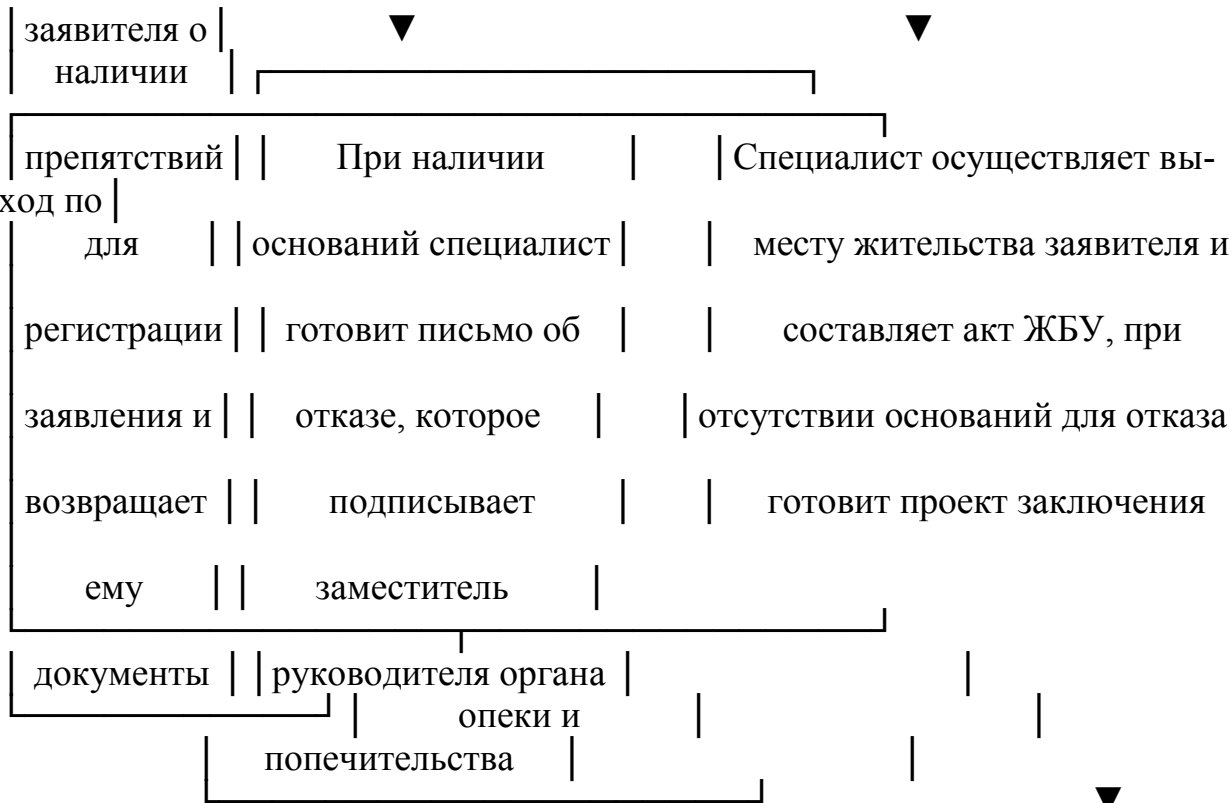 заявителя о
наличии
препятствий При наличии Специалист осуществляет вы-
ход по
для оснований специалист месту жительства заявителя и
регистрации готовит письмо об составляет акт ЖБУ, при
заявления и отказе, которое отсутствии оснований для отказа
возвращает подписывает готовит проект заключения
ему заместитель
документы руководителя органа
опеки и
попечительства